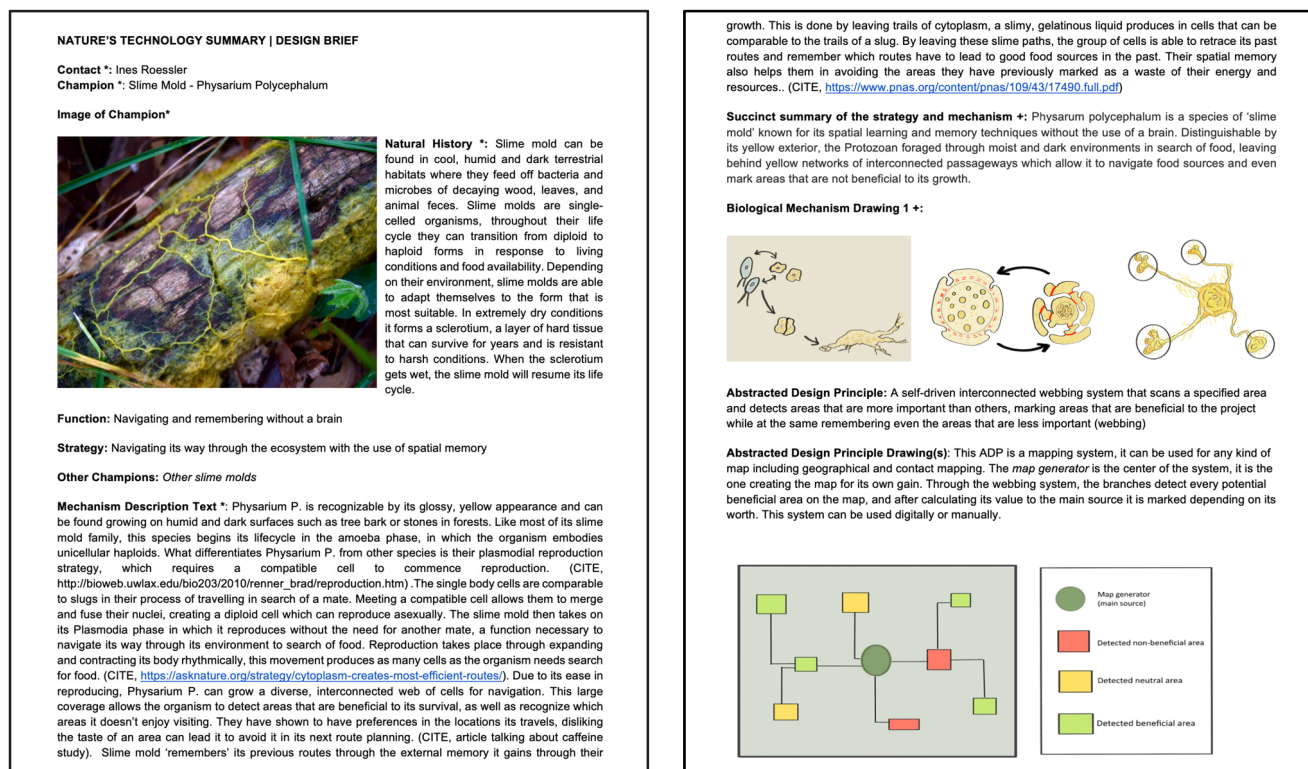 NATURE'S TECHNOLOGY SUMMARY | DESIGN BRIEF
Contact *: Ines Roessler
Champion *: Slime Mold - Physarium Polycephalum
Image of Champion*
Natural History *: Slime mold can be
found in cool, humid and dark terrestrial
habitats where they feed off bacteria and
microbes of decaying wood, leaves, and
animal feces. Slime molds are single-
celled organisms, throughout their life
cycle they can transition from diploid to
haploid forms in response to living
conditions and food availability. Depending
on their environment, slime molds are able
to adapt themselves to the form that is
most suitable. In extremely dry conditions
it forms a sclerotium, a layer of hard tissue
that can survive for years and is resistant
to harsh conditions. When the sclerotium
gets wet, the slime mold will resume its life
cycle.
Function: Navigating and remembering without a brain
Strategy: Navigating its way through the ecosystem with the use of spatial memory
Other Champions: Other slime molds
Mechanism Description Text *: Physarium P. is recognizable by its glossy, yellow appearance and can
be found growing on humid and dark surfaces such as tree bark or stones in forests. Like most of its slime
mold family, this species begins its lifecycle in the amoeba phase, in which the organism embodies
unicellular haploids. What differentiates Physarium P. from other species is their plasmodial reproduction
strategy, which requires a compatible cell to commence reproduction. (CITE,
http://bioweb.uwlax.edu/bio203/2010/renner_brad/reproduction.htm) .The single body cells are comparable
to slugs in their process of travelling in search of a mate. Meeting a compatible cell allows them to merge
and fuse their nuclei, creating a diploid cell which can reproduce asexually. The slime mold then takes on
its Plasmodia phase in which it reproduces without the need for another mate, a function necessary to
navigate its way through its environment to search of food. Reproduction takes place through expanding
and contracting its body rhythmically, this movement produces as many cells as the organism needs search
for food. (CITE, https://asknature.org/strategy/cytoplasm-creates-most-efficient-routes/). Due to its ease in
reproducing, Physarium P. can grow a diverse, interconnected web of cells for navigation. This large
coverage allows the organism to detect areas that are beneficial to its survival, as well as recognize which
areas it doesn't enjoy visiting. They have shown to have preferences in the locations its travels, disliking
the taste of an area can lead it to avoid it in its next route planning. (CITE, article talking about caffeine
study). Slime mold 'remembers' its previous routes through the external memory it gains through their
growth. This is done by leaving trails of cytoplasm, a slimy, gelatinous liquid produces in cells that can be
comparable to the trails of a slug. By leaving these slime paths, the group of cells is able to retrace its past
routes and remember which routes have to lead to good food sources in the past. Their spatial memory
also helps them in avoiding the areas they have previously marked as a waste of their energy and
resources.. (CITE, https://www.pnas.org/content/pnas/109/43/17490.full.pdf)
Succinct summary of the strategy and mechanism +: Physarum polycephalum is a species of 'slime
mold' known for its spatial learning and memory techniques without the use of a brain. Distinguishable by
its yellow exterior, the Protozoan foraged through moist and dark environments in search of food, leaving
behind yellow networks of interconnected passageways which allow it to navigate food sources and even
mark areas that are not beneficial to its growth.
Biological Mechanism Drawing 1 +:
Abstracted Design Principle: A self-driven interconnected webbing system that scans a specified area
and detects areas that are more important than others, marking areas that are beneficial to the project
while at the same remembering even the areas that are less important (webbing)
Abstracted Design Principle Drawing(s): This ADP is a mapping system, it can be used for any kind of
map including geographical and contact mapping. The map generator is the center of the system, it is the
one creating the map for its own gain. Through the webbing system, the branches detect every potential
beneficial area on the map, and after calculating its value to the main source it is marked depending on its
worth. This system can be used digitally or manually.
Map generator
(main source)
Detected non-beneficial area
Detected neutral area
Detected beneficial area